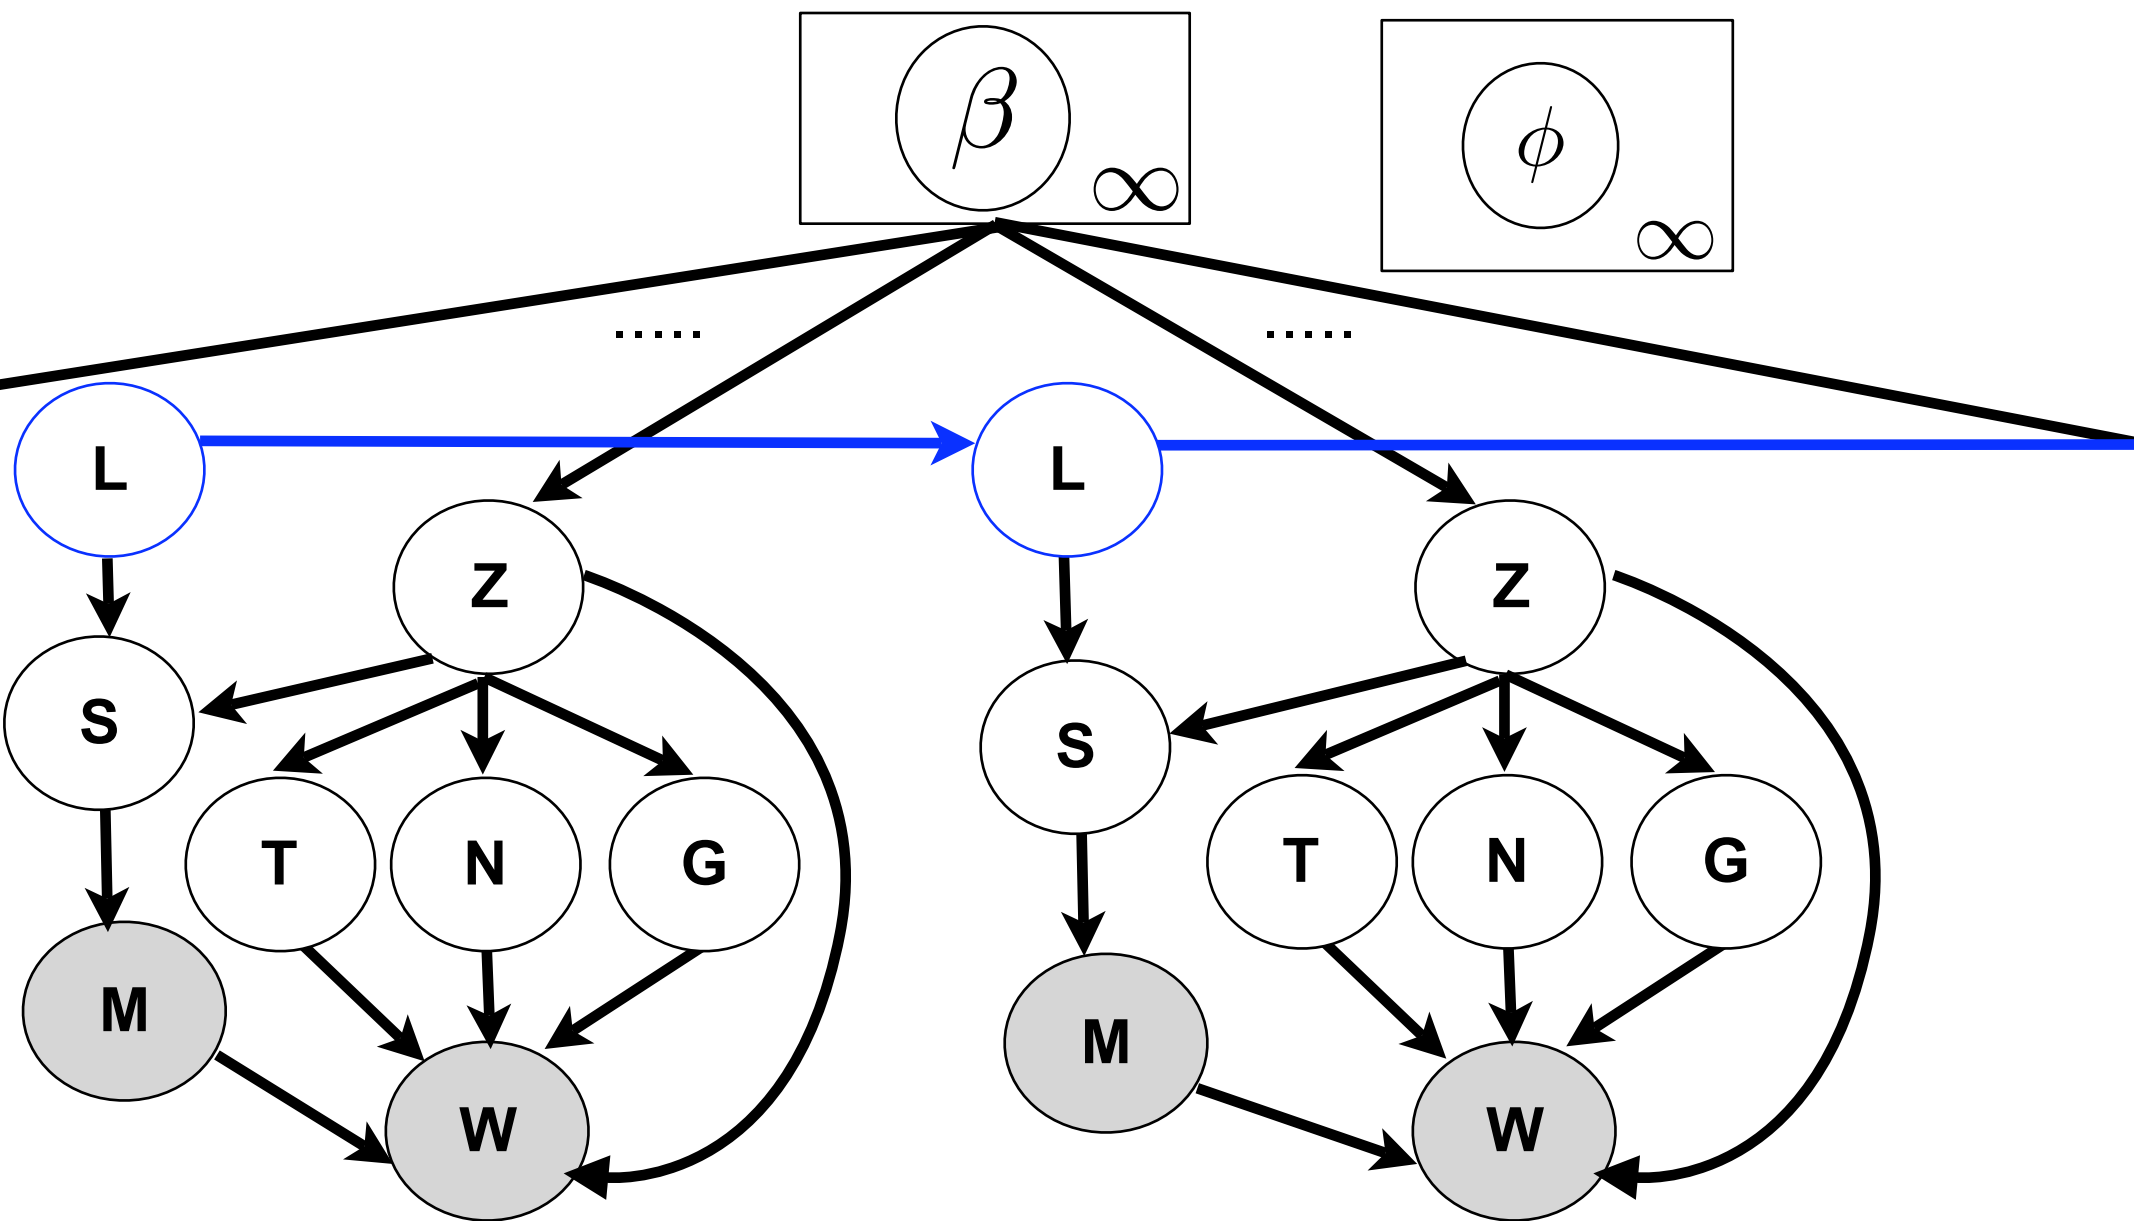 β ∞ ϕ ∞
..... .....
L L
Z Z
S S
T N G T N G
M M
W W